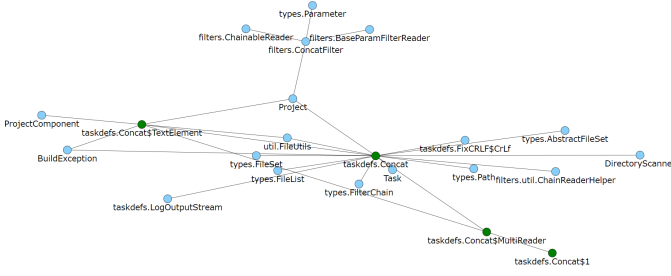 types.Parameter
filters.ChainableReader
filters.BaseParamFilterReader
filters.ConcatFilter
Project
ProjectComponent
taskdefs.Concat$TextElement
types.AbstractFileSet
util.FileUtils
taskdefs.FixCRLF$CrLf
BuildException
types.FileSet
taskdefs.Concat
DirectoryScanne
types.FileList
Task
types.Path
filters.util.ChainReaderHelper
types.FilterChain
taskdefs.LogOutputStream
taskdefs.Concat$MultiReader
taskdefs.Concat$1